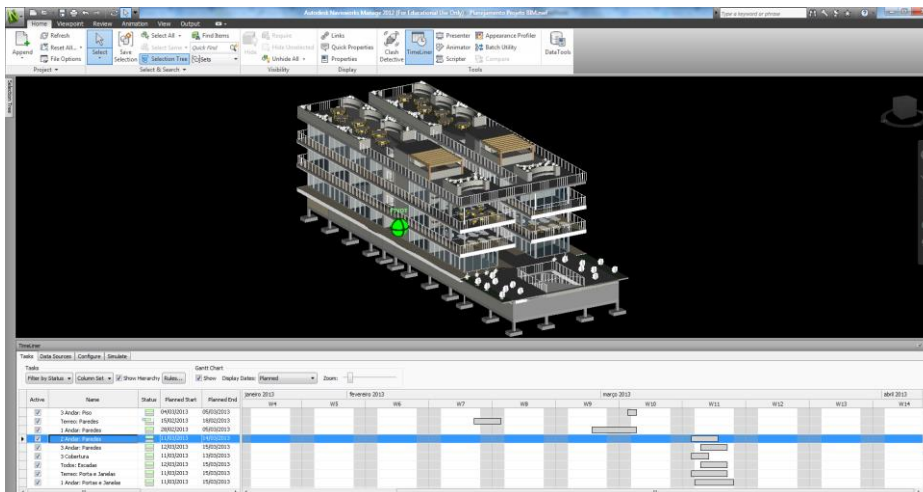 Autodesk Navisworks Manage 2012 (For Educational Use Only) - Planejamento Projeto BIM.nwf
Type a keyword or phrase
Home Viewpoint Review Animation View Output
Append
Refresh
Reset All...
File Options
Project
Select
Save Selection
Select All
Select Same
Selection Tree
Find Items
Quick Find
Sets
Select & Search
Hide
Require
Hide Unselected
Unhide All
Visibility
Links
Quick Properties
Properties
Display
Clash Detective
TimeLiner
Presenter
Animator
Scripter
Appearance Profiler
Batch Utility
Compare
Tools
DataTools
Selection Tree
TimeLiner
Tasks Data Sources Configure Simulate
Tasks
Gantt Chart
Filter by Status Column Set Show Hierarchy Rules... Show Display Dates: Planned Zoom:
Active Name Status Planned Start Planned End
janeiro 2013 fevereiro 2013 março 2013 abril 2013
W4 W5 W6 W7 W8 W9 W10 W11 W12 W13 W14
3 Andar: Piso 04/03/2013 05/03/2013
Terreo: Paredes 15/02/2013 18/02/2013
1 Andar: Paredes 28/02/2013 05/03/2013
2 Andar: Paredes 11/03/2013 14/03/2013
3 Andar: Paredes 12/03/2013 15/03/2013
3 Cobertura 11/03/2013 13/03/2013
Todos: Escadas 12/03/2013 15/03/2013
Terreo: Porta e Janelas 11/03/2013 15/03/2013
1 Andar: Portas e Janelas 11/03/2013 15/03/2013